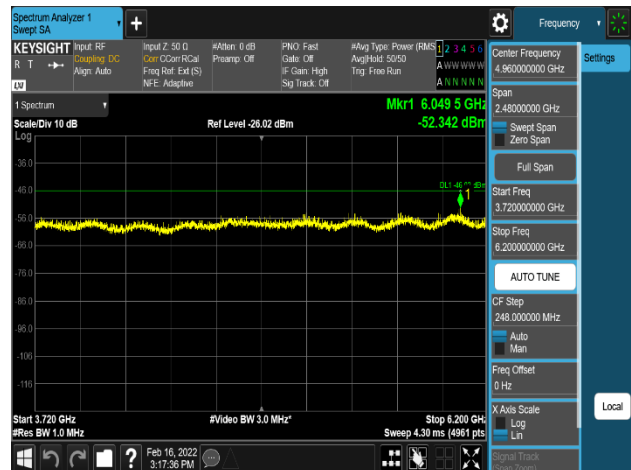 Spectrum Analyzer 1
Swept SA
Frequency
KEYSIGHT
R T
LXI
Input: RF
Coupling: DC
Align: Auto
Input Z: 50 Ω
Corr CCorr RCal
Freq Ref: Ext (S)
NFE: Adaptive
#Atten: 0 dB
Preamp: Off
PNO: Fast
Gate: Off
IF Gain: High
Sig Track: Off
#Avg Type: Power (RMS
Avg|Hold: 50/50
Trig: Free Run
1 2 3 4 5 6
A W W W W W
A N N N N N
1 Spectrum
Scale/Div 10 dB
Ref Level -26.02 dBm
Mkr1 6.049 5 GHz
-52.342 dBm
Log
-36.0
-46.0
-56.0
-66.0
-76.0
-86.0
-96.0
-106
-116
1
Start 3.720 GHz
#Res BW 1.0 MHz
#Video BW 3.0 MHz*
Stop 6.200 GHz
Sweep 4.30 ms (4961 pts)
Feb 16, 2022
3:17:36 PM
Center Frequency
4.960000000 GHz
Span
2.48000000 GHz
Swept Span
Zero Span
Full Span
Start Freq
3.720000000 GHz
Stop Freq
6.200000000 GHz
AUTO TUNE
CF Step
248.000000 MHz
Auto
Man
Freq Offset
0 Hz
X Axis Scale
Log
Lin
Signal Track
(Span Zoom)
Settings
Local